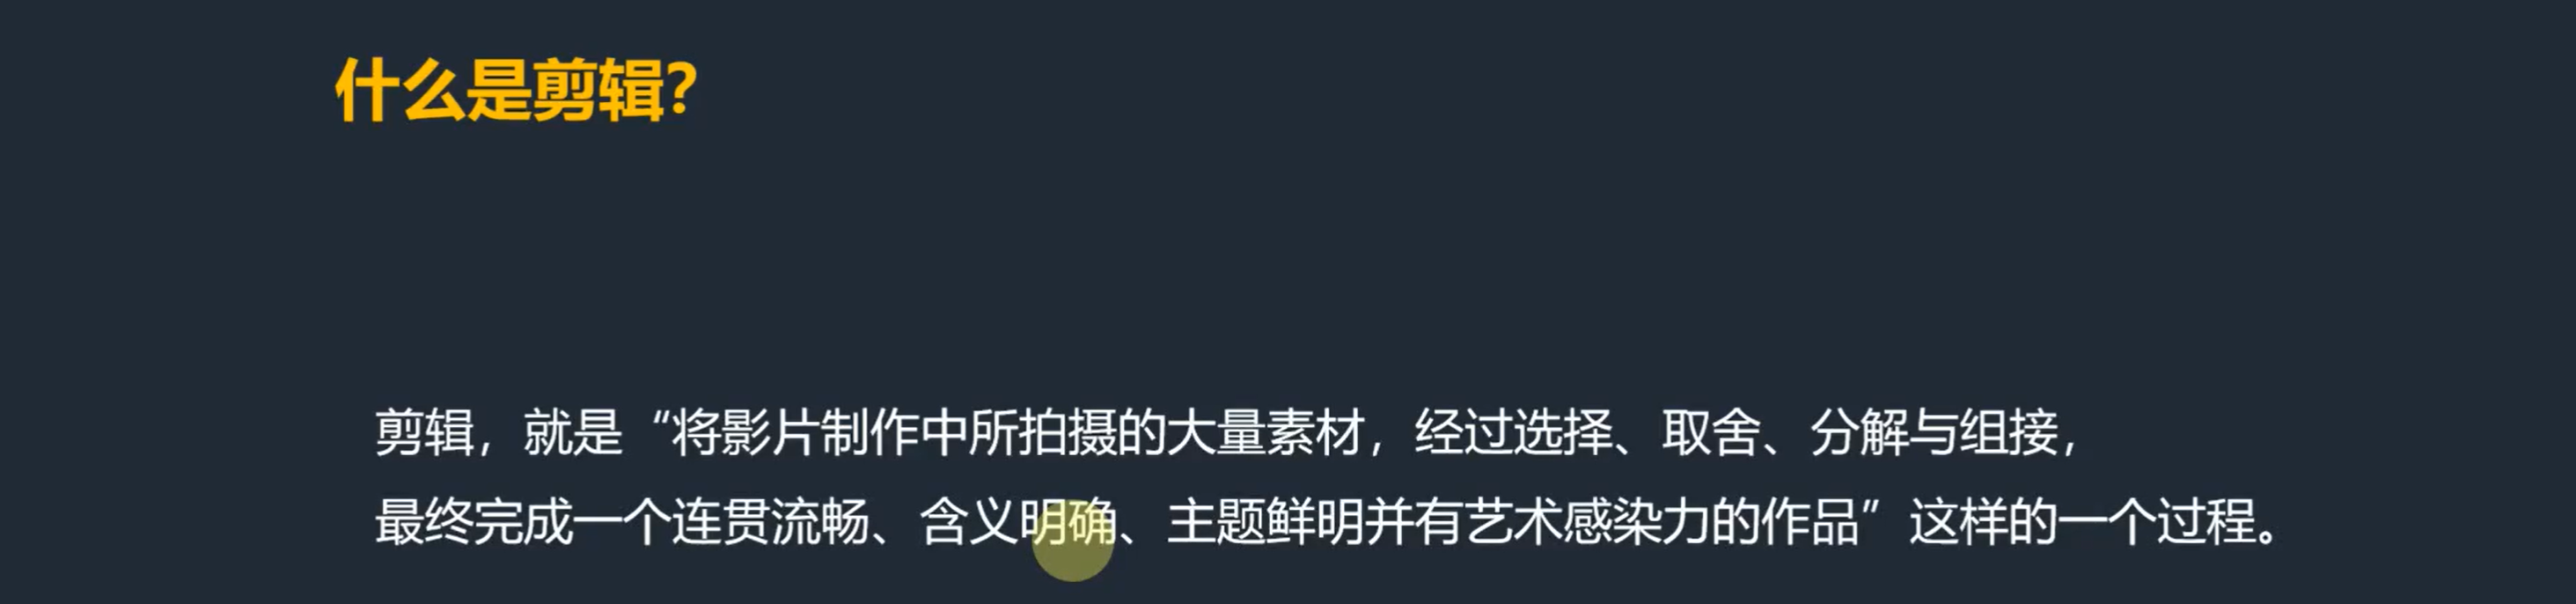 什么是剪辑？
剪辑，就是“将影片制作中所拍摄的大量素材，经过选择、取舍、分解与组接，
最终完成一个连贯流畅、含义明确、主题鲜明并有艺术感染力的作品”这样的一个过程。